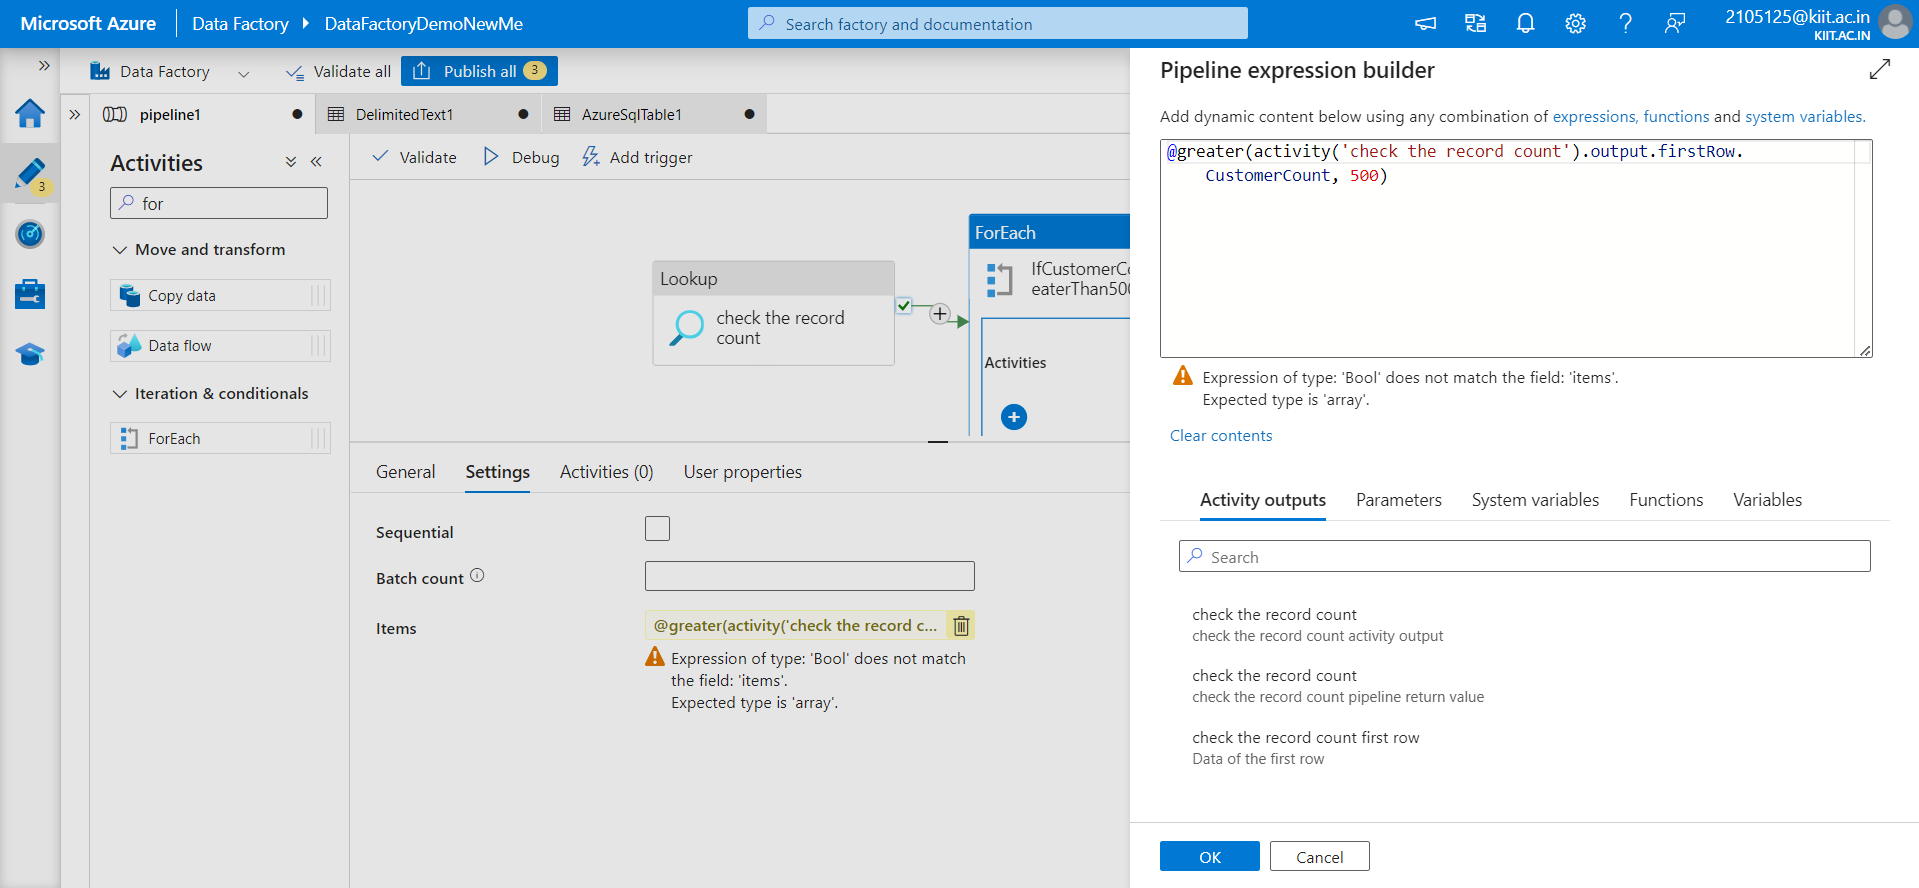 Microsoft Azure
Data Factory
DataFactoryDemoNewMe
Search factory and documentation
2105125@kiit.ac.in
KIIT.AC.IN
Data Factory
Validate all
Publish all
3
pipeline1
DelimitedText1
AzureSqlTable1
3
Activities
for
Move and transform
Copy data
Data flow
Iteration & conditionals
ForEach
Validate
Debug
Add trigger
Lookup
check the record
count
ForEach
IfCustomerCo
eaterThan500
Activities
General
Settings
Activities (0)
User properties
Sequential
Batch count
Items
@greater(activity('check the record c...
Expression of type: 'Bool' does not match
the field: 'items'.
Expected type is 'array'.
Pipeline expression builder
Add dynamic content below using any combination of expressions, functions and system variables.
@greater(activity('check the record count').output.firstRow.
CustomerCount, 500)
Expression of type: 'Bool' does not match the field: 'items'.
Expected type is 'array'.
Clear contents
Activity outputs
Parameters
System variables
Functions
Variables
Search
check the record count
check the record count activity output
check the record count
check the record count pipeline return value
check the record count first row
Data of the first row
OK
Cancel